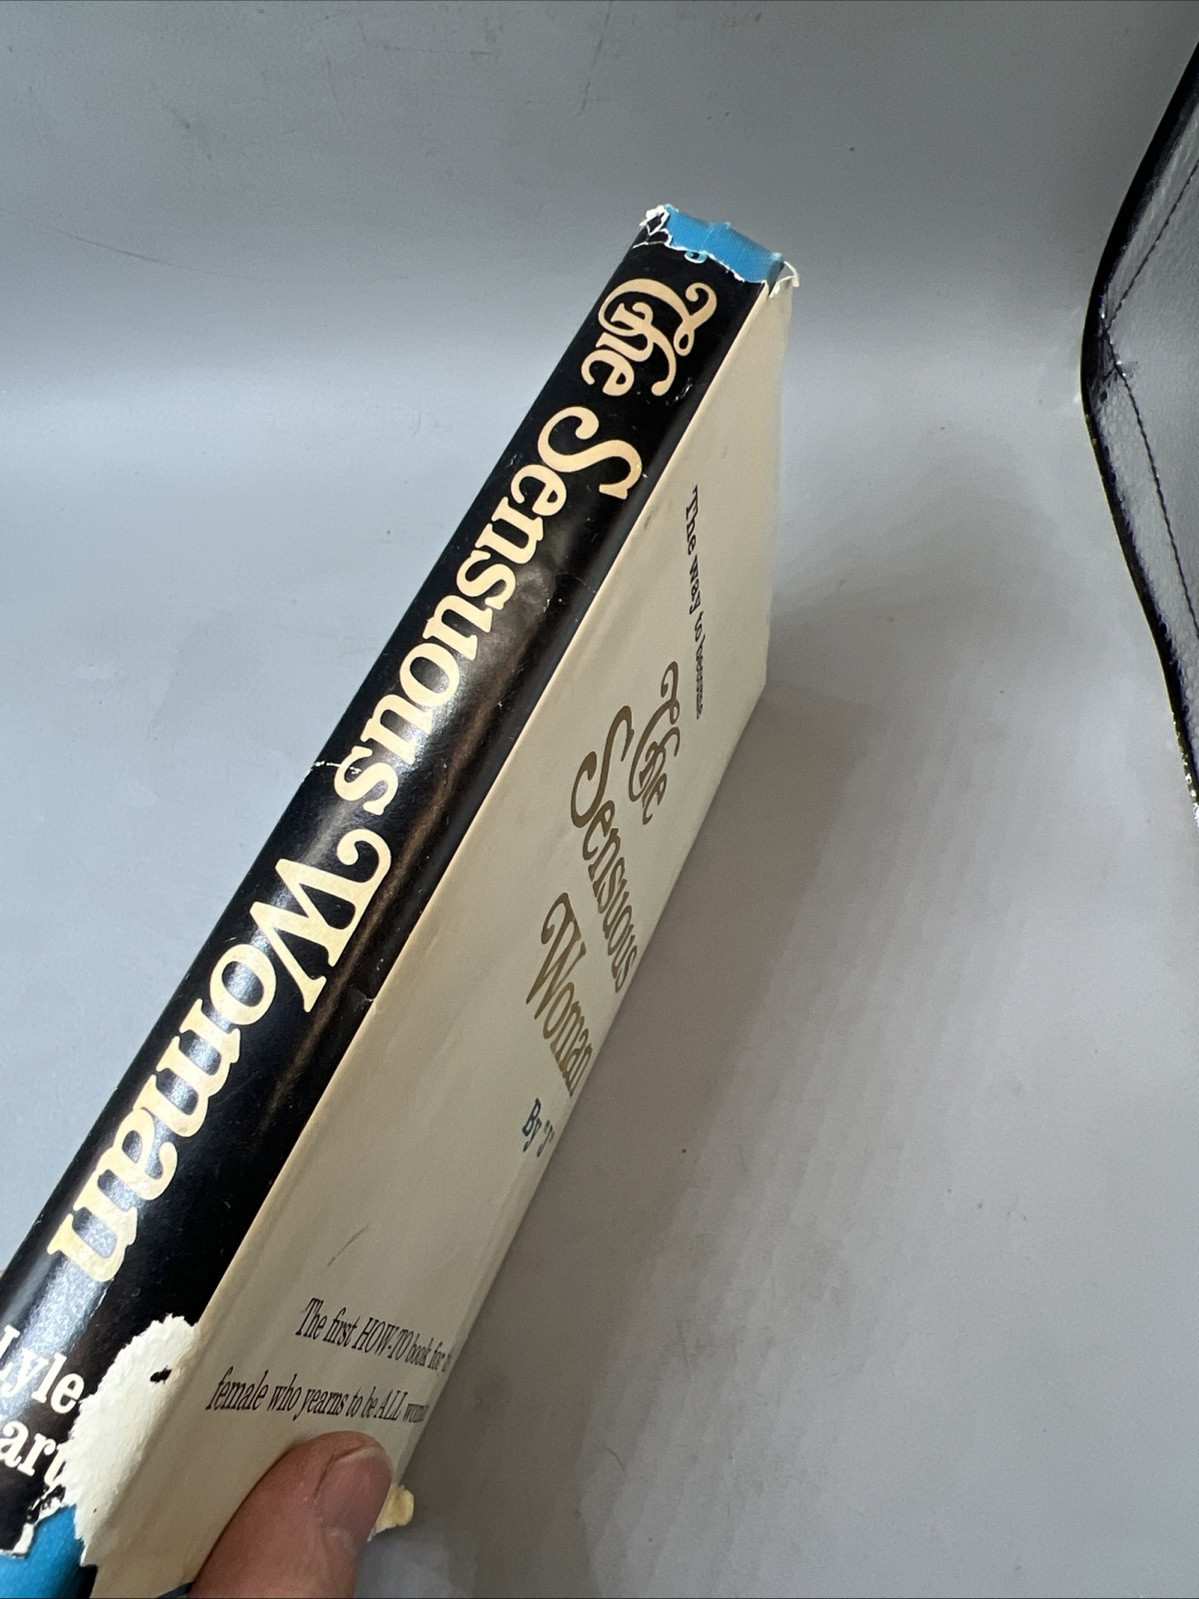 The Sensuous Woman
Lyle
art
The way to become
The
Sensuous
Woman
By "J"
The first HOW-TO book for
female who yearns to be ALL